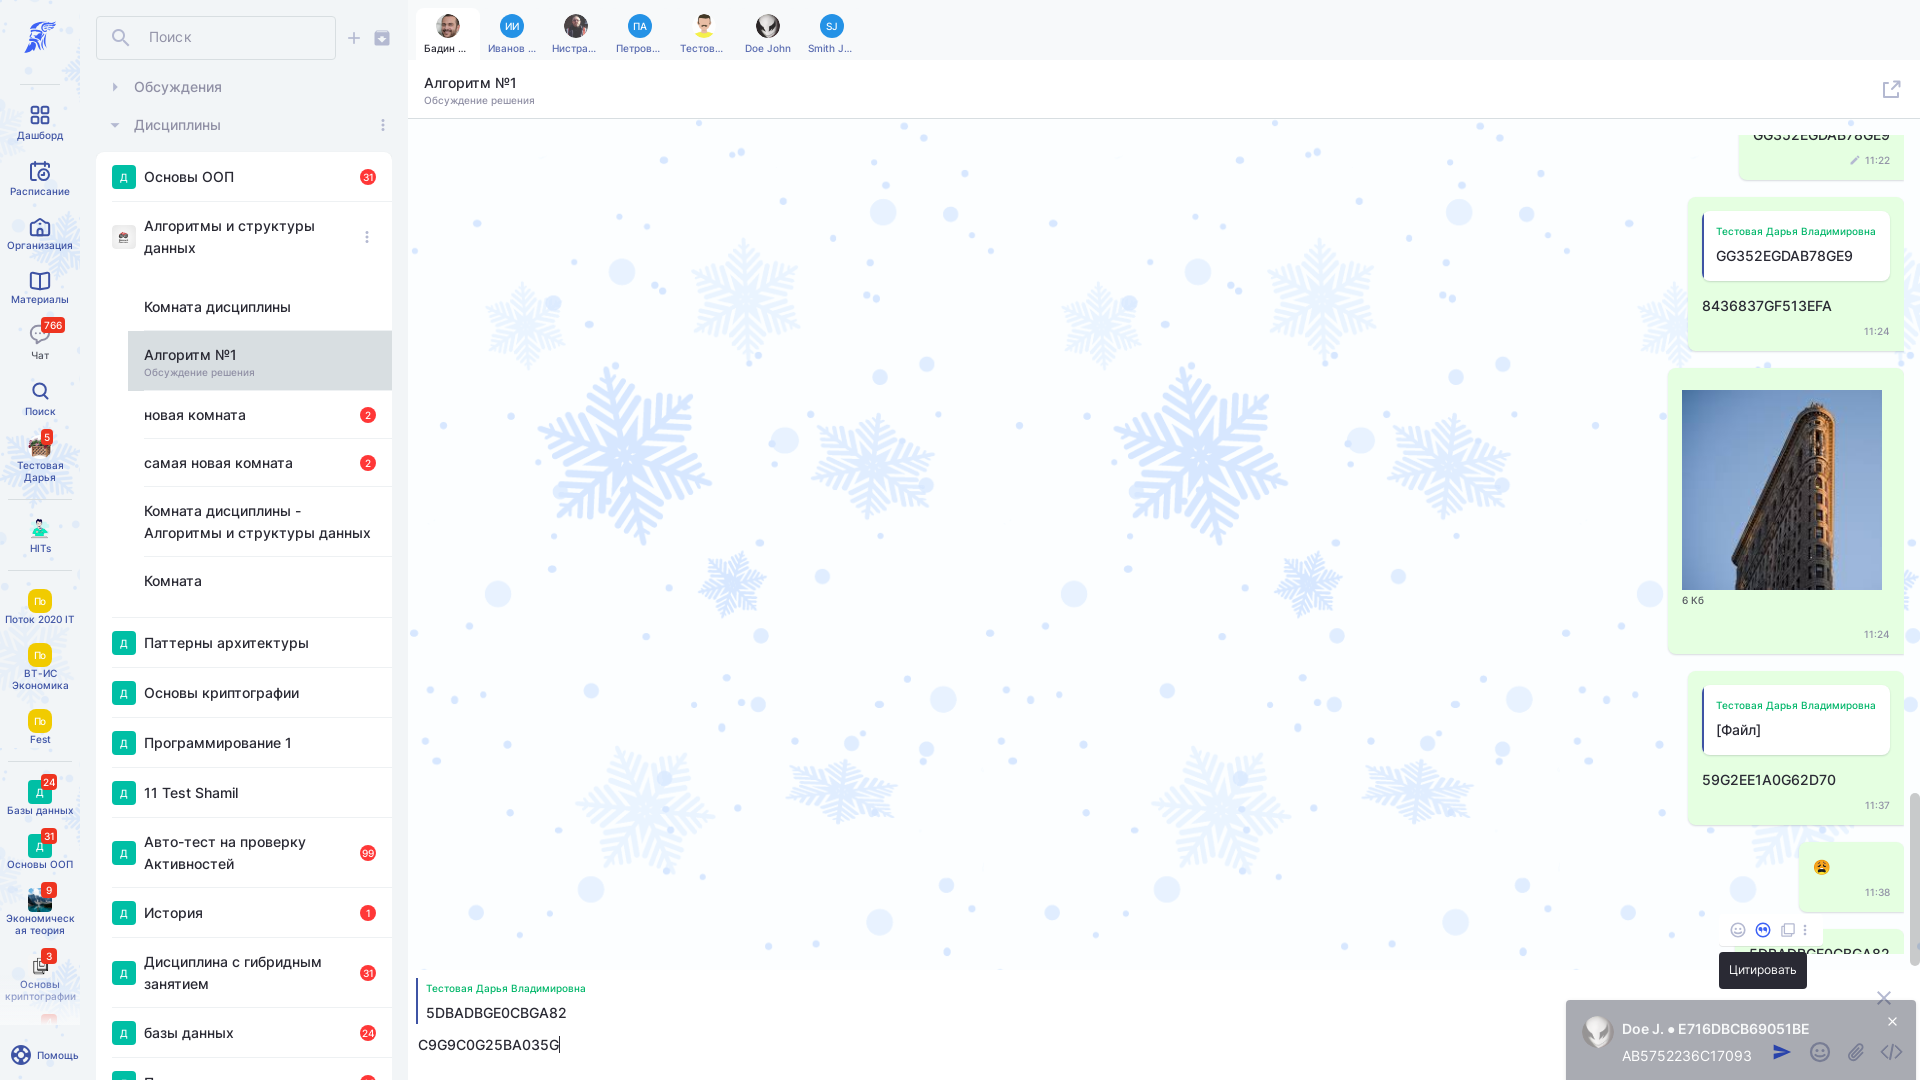 Дашборд
Расписание
Организация
Материалы
766
Чат
Поиск
5
Тестовая
Дарья
HITs
По
Поток 2020 IT
По
ВТ-ИС
Экономика
По
Fest
24
Д
Базы данных
31
Д
Основы ООП
9
Экономическ
ая теория
3
Основы
криптографии
Помощь
Поиск
Обсуждения
Дисциплины
Д
Основы ООП
31
Алгоритмы и структуры
данных
Комната дисциплины
Алгоритм №1
Обсуждение решения
новая комната
2
самая новая комната
2
Комната дисциплины -
Алгоритмы и структуры данных
Комната
Д
Паттерны архитектуры
Д
Основы криптографии
Д
Программирование 1
Д
11 Test Shamil
Д
Авто-тест на проверку
Активностей
99
Д
История
1
Д
Дисциплина с гибридным
занятием
31
Д
базы данных
24
Бадин ...
ИИ
Иванов ...
Нистра...
ПА
Петров...
Тестов...
Doe John
SJ
Smith J...
Алгоритм №1
Обсуждение решения
GG352EGDAB78GE9
11:22
Тестовая Дарья Владимировна
GG352EGDAB78GE9
8436837GF513EFA
11:24
6 Кб
11:24
Тестовая Дарья Владимировна
[Файл]
59G2EE1A0G62D70
11:37
11:38
5DBADBGE0CBGA82
Цитировать
Тестовая Дарья Владимировна
5DBADBGE0CBGA82
C9G9C0G25BA035G
Doe J. ● E716DBCB69051BE
AB5752236C17093